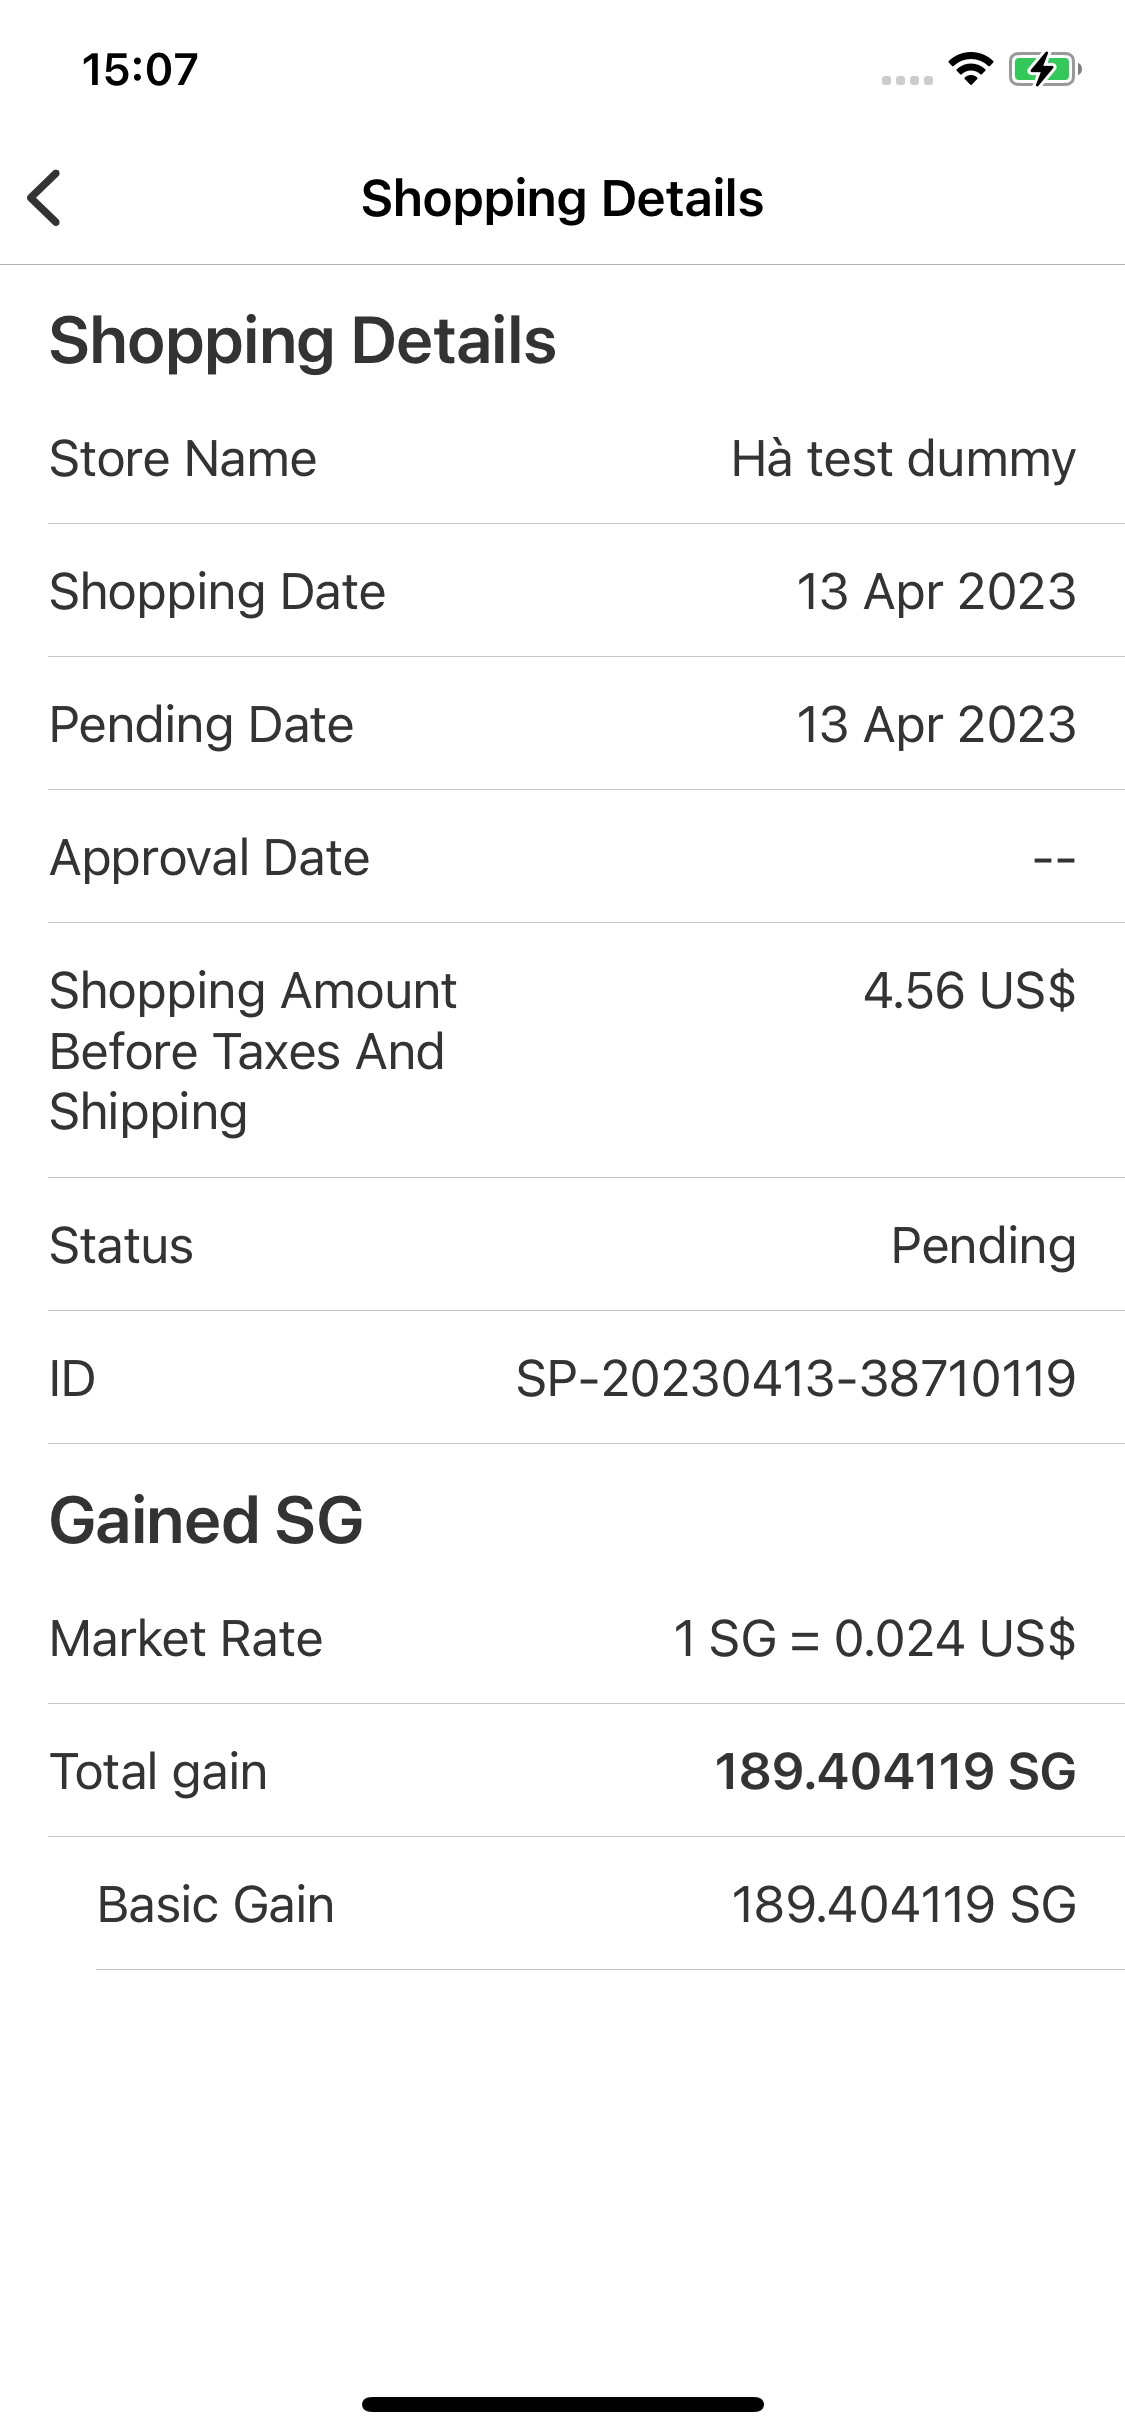 15:07
Shopping Details
Shopping Details
Store Name Hà test dummy
Shopping Date 13 Apr 2023
Pending Date 13 Apr 2023
Approval Date --
Shopping Amount 4.56 US$
Before Taxes And
Shipping
Status Pending
ID SP-20230413-38710119
Gained SG
Market Rate 1 SG = 0.024 US$
Total gain 189.404119 SG
Basic Gain 189.404119 SG